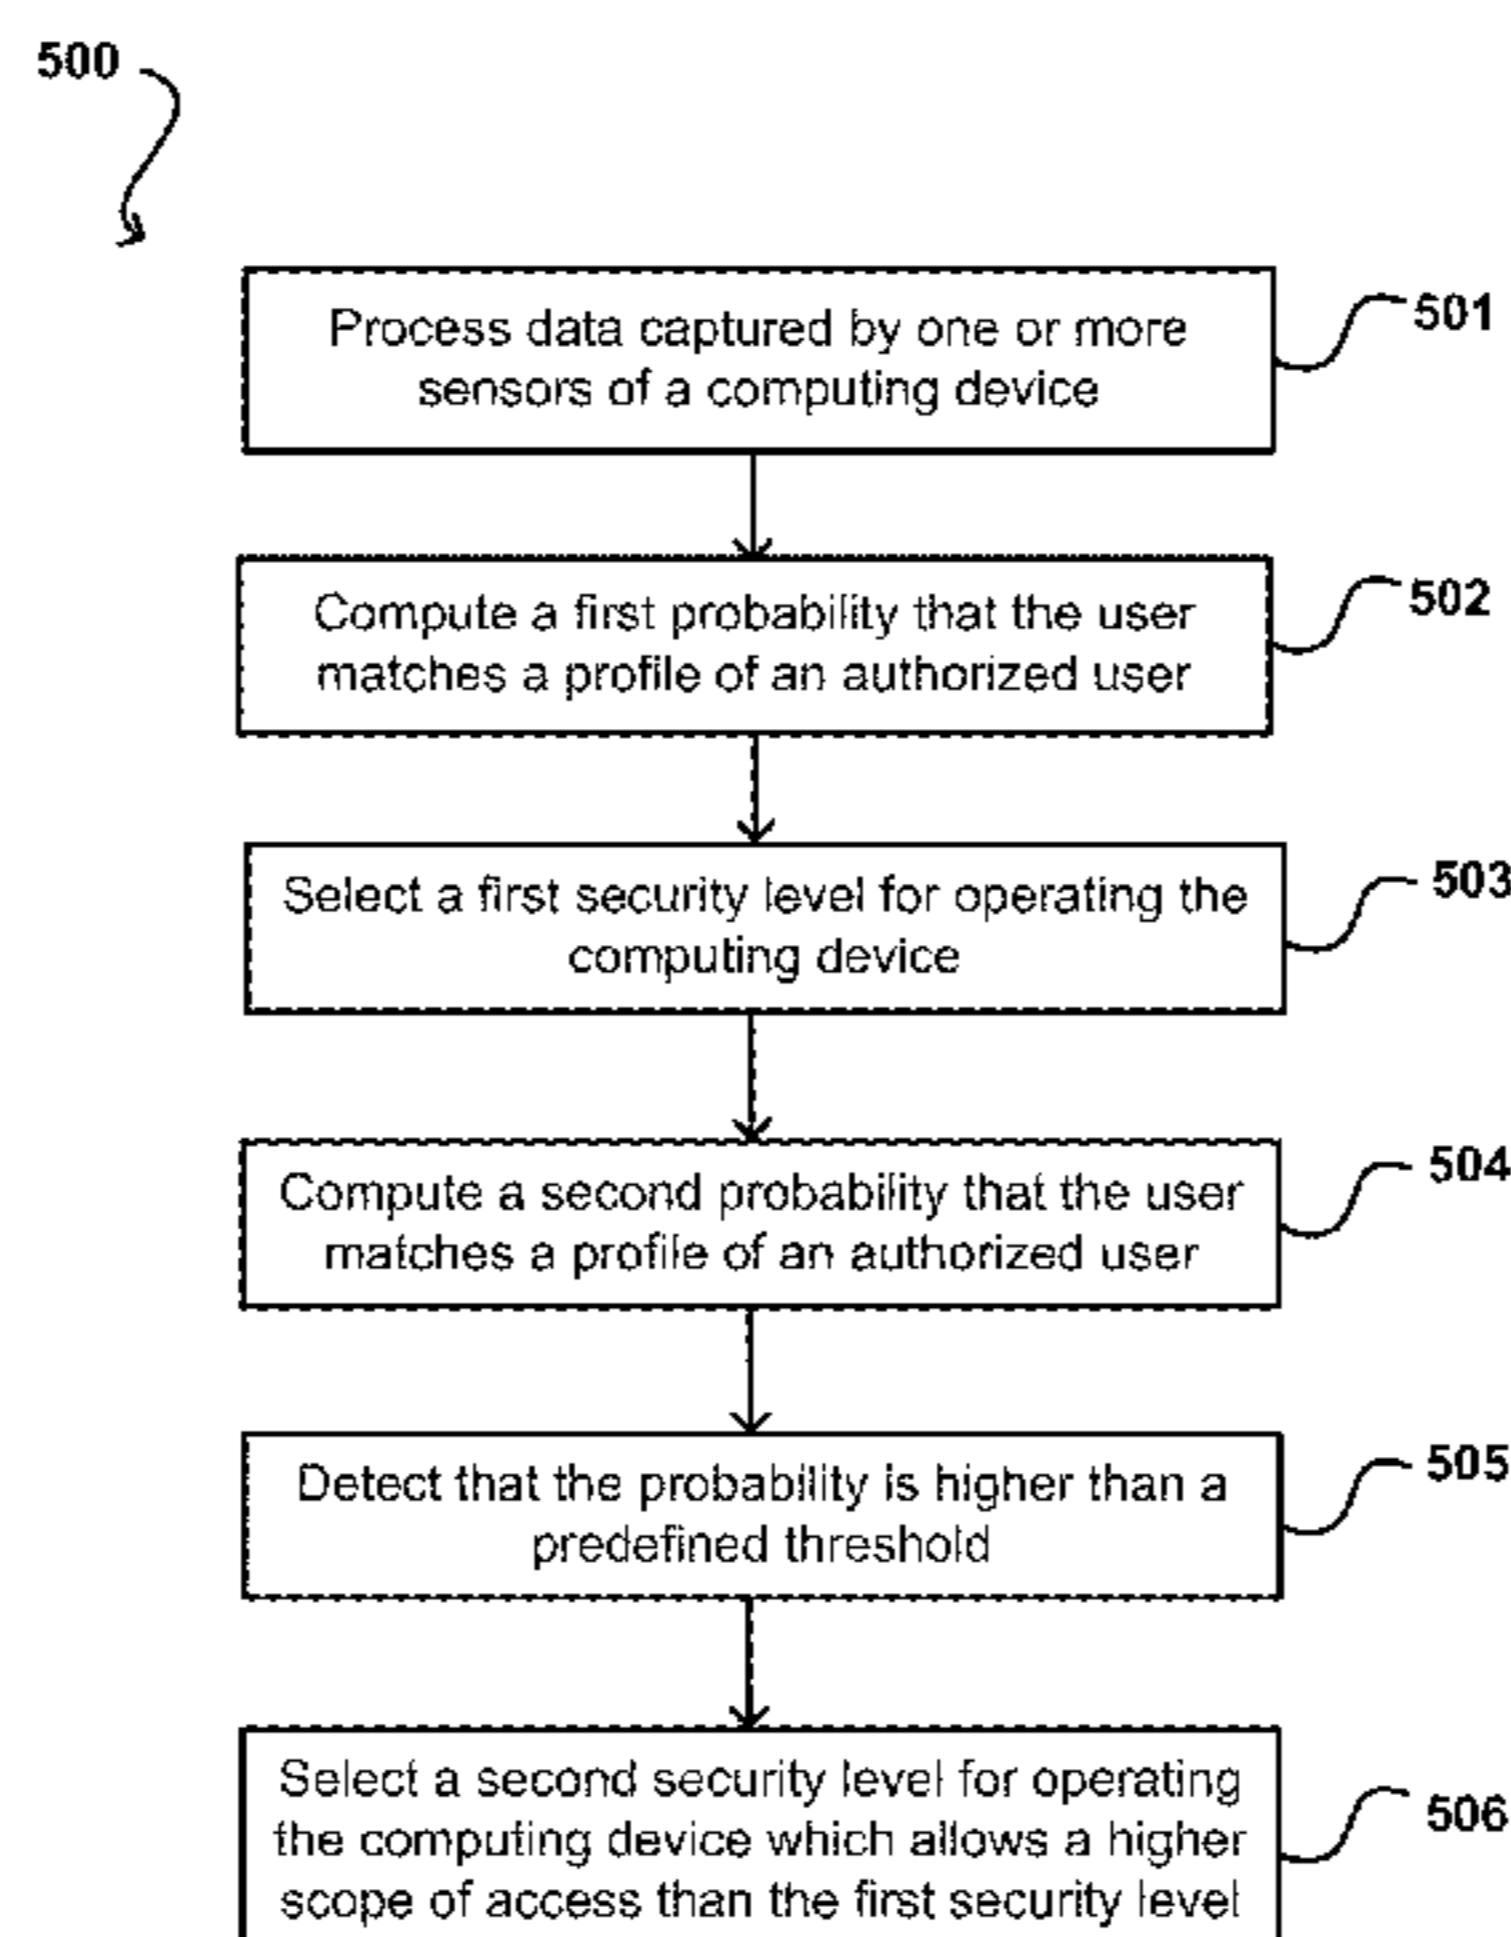 500
Process data captured by one or more
sensors of a computing device
501
Compute a first probability that the user
matches a profile of an authorized user
502
Select a first security level for operating the
computing device
503
Compute a second probability that the user
matches a profile of an authorized user
504
Detect that the probability is higher than a
predefined threshold
505
Select a second security level for operating
the computing device which allows a higher
scope of access than the first security level
506